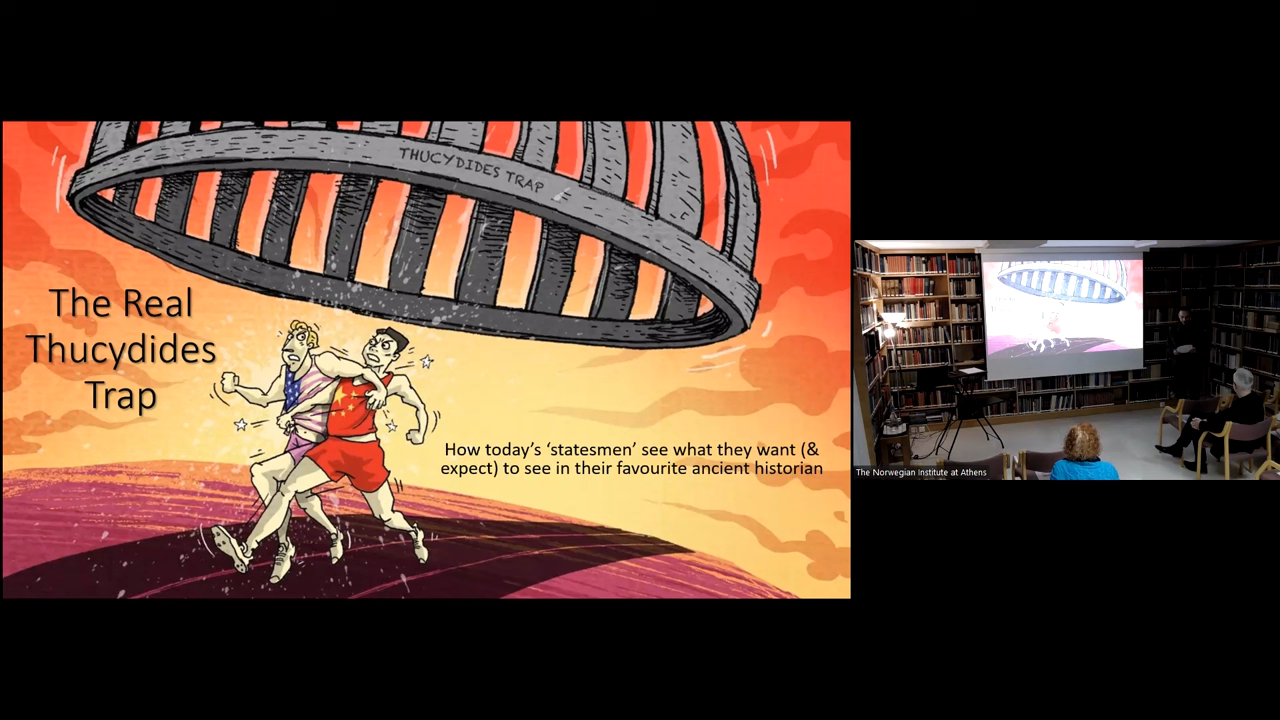 THUCYDIDES TRAP
The Real
Thucydides
Trap
How today's 'statesmen' see what they want (&
expect) to see in their favourite ancient historian
The Norwegian Institute at Athens